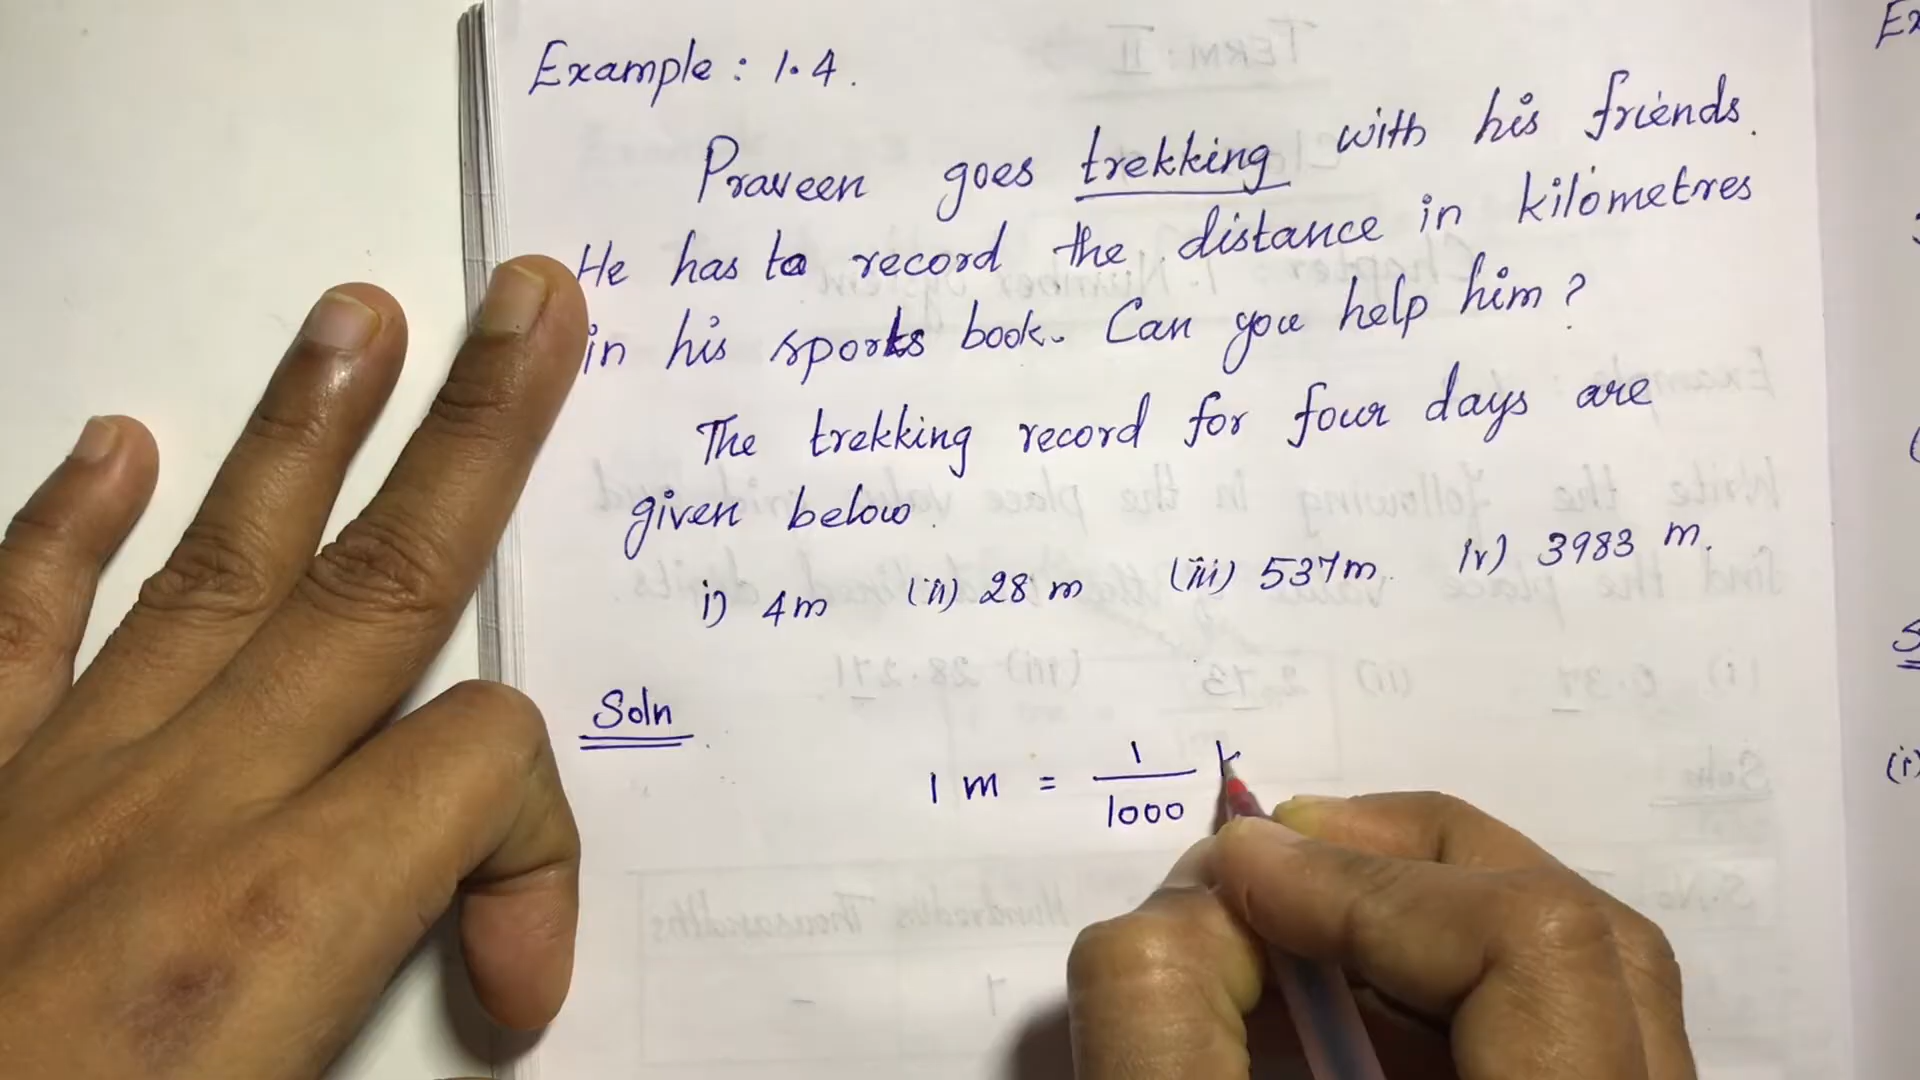 Example : 1.4.
Praveen goes trekking with his friends.
He has to record the distance in kilometres
in his sports book. Can you help him?
The trekking record for four days are
given below.
i) 4m (ii) 28 m (iii) 537m. iv) 3983 m.
Soln
1 m = 1/1000 k